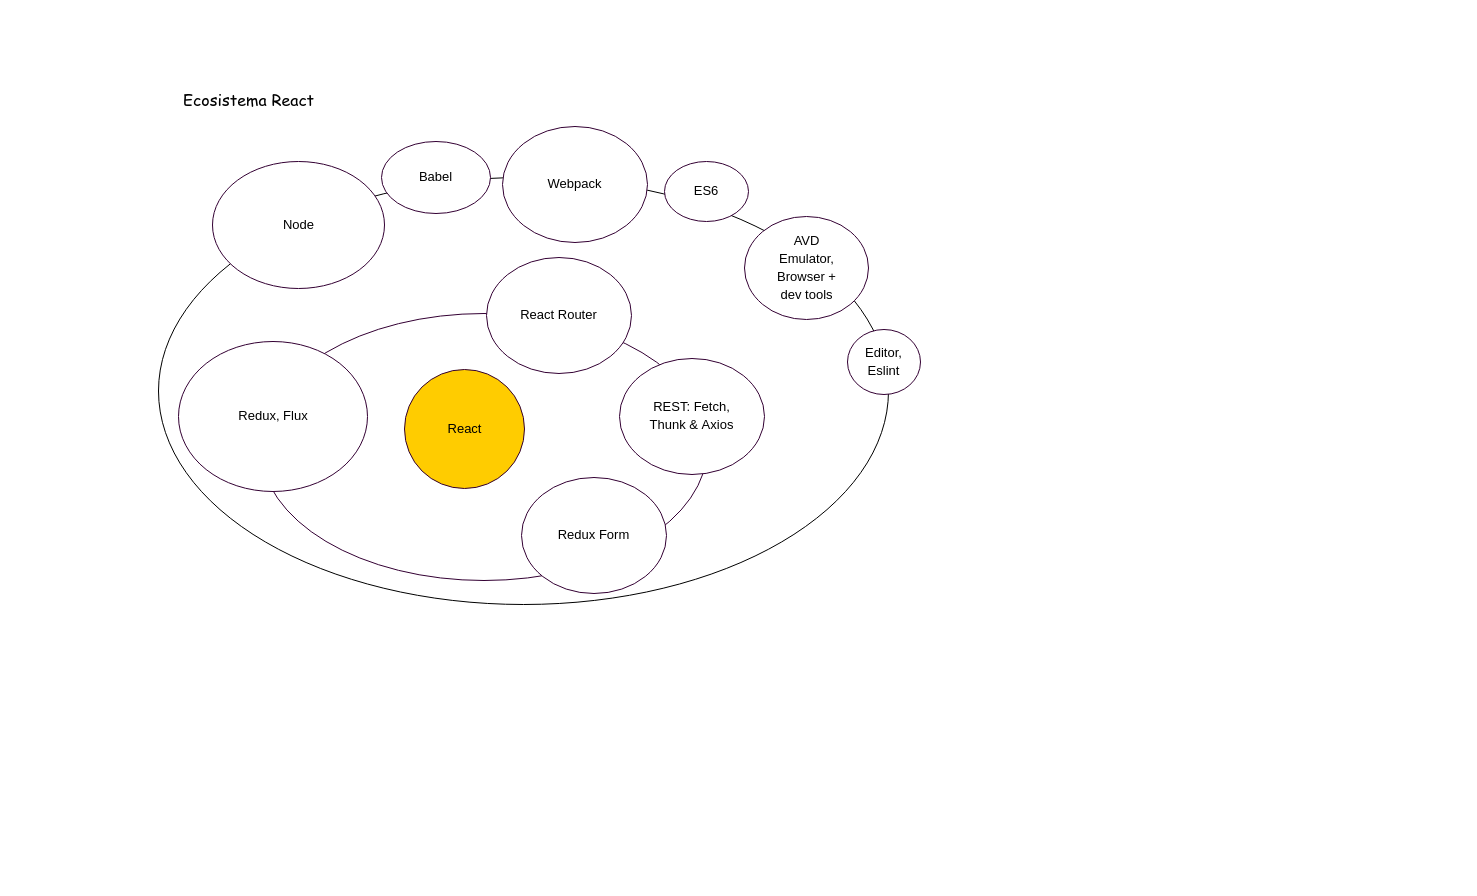 Ecosistema React
Babel
Webpack
ES6
Node
AVD
Emulator,
Browser +
dev tools
React Router
Editor,
Eslint
Redux, Flux
React
REST: Fetch,
Thunk & Axios
Redux Form